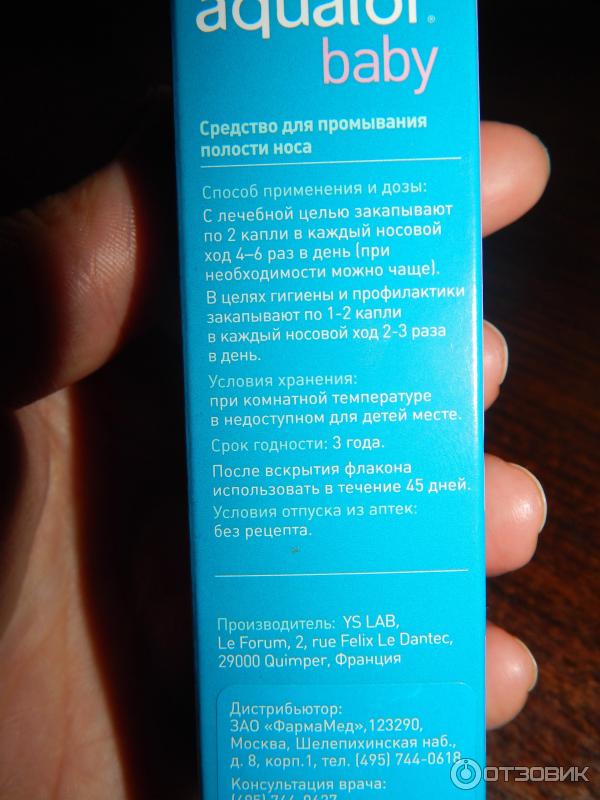 aqualor®
baby
Средство для промывания
полости носа
Способ применения и дозы:
С лечебной целью закапывают
по 2 капли в каждый носовой
ход 4–6 раз в день (при
необходимости можно чаще).
В целях гигиены и профилактики
закапывают по 1-2 капли
в каждый носовой ход 2-3 раза
в день.
Условия хранения:
при комнатной температуре
в недоступном для детей месте.
Срок годности: 3 года.
После вскрытия флакона
использовать в течение 45 дней.
Условия отпуска из аптек:
без рецепта.
Производитель: YS LAB,
Le Forum, 2, rue Felix Le Dantec,
29000 Quimper, Франция
Дистрибьютор:
ЗАО «ФармаМед»,123290,
Москва, Шелепихинская наб.,
д. 8, корп.1, тел. (495) 744-0618
Консультация врача:
ОТЗОВИК